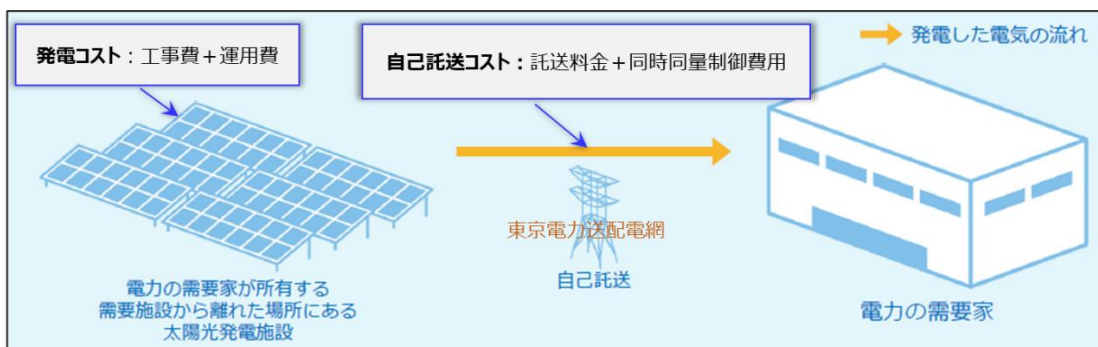 発電コスト：工事費＋運用費
自己託送コスト：託送料金＋同時同量制御費用
発電した電気の流れ
東京電力送配電網
自己託送
電力の需要家が所有する
需要施設から離れた場所にある
太陽光発電施設
電力の需要家